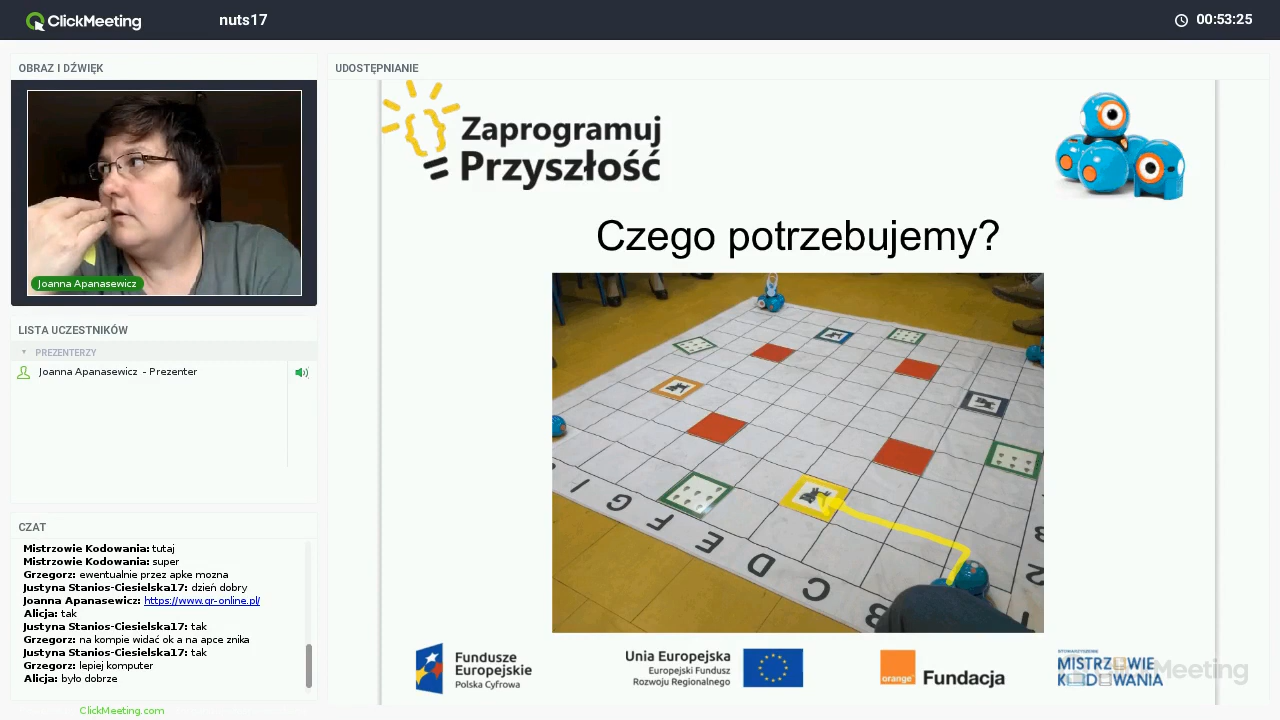 ClickMeeting
nuts17
00:53:25
OBRAZ I DŹWIĘK
Joanna Apanasewicz
LISTA UCZESTNIKÓW
PREZENTERZY
Joanna Apanasewicz - Prezenter
CZAT
Mistrzowie Kodowania: tutaj
Mistrzowie Kodowania: super
Grzegorz: ewentualnie przez apke mozna
Justyna Stanios-Ciesielska17: dzień dobry
Joanna Apanasewicz: https://www.qr-online.pl/
Alicja: tak
Justyna Stanios-Ciesielska17: tak
Grzegorz: na kompie widać ok a na apce znika
Justyna Stanios-Ciesielska17: tak
Grzegorz: lepiej komputer
Alicja: było dobrze
ClickMeeting.com
UDOSTĘPNIANIE
Zaprogramuj
Przyszłość
Czego potrzebujemy?
I G F E D C B
2
Fundusze
Europejskie
Polska Cyfrowa
Unia Europejska
Europejski Fundusz
Rozwoju Regionalnego
orange
Fundacja
STOWARZYSZENIE
MISTRZOWIE
KODOWANIA
Meeting